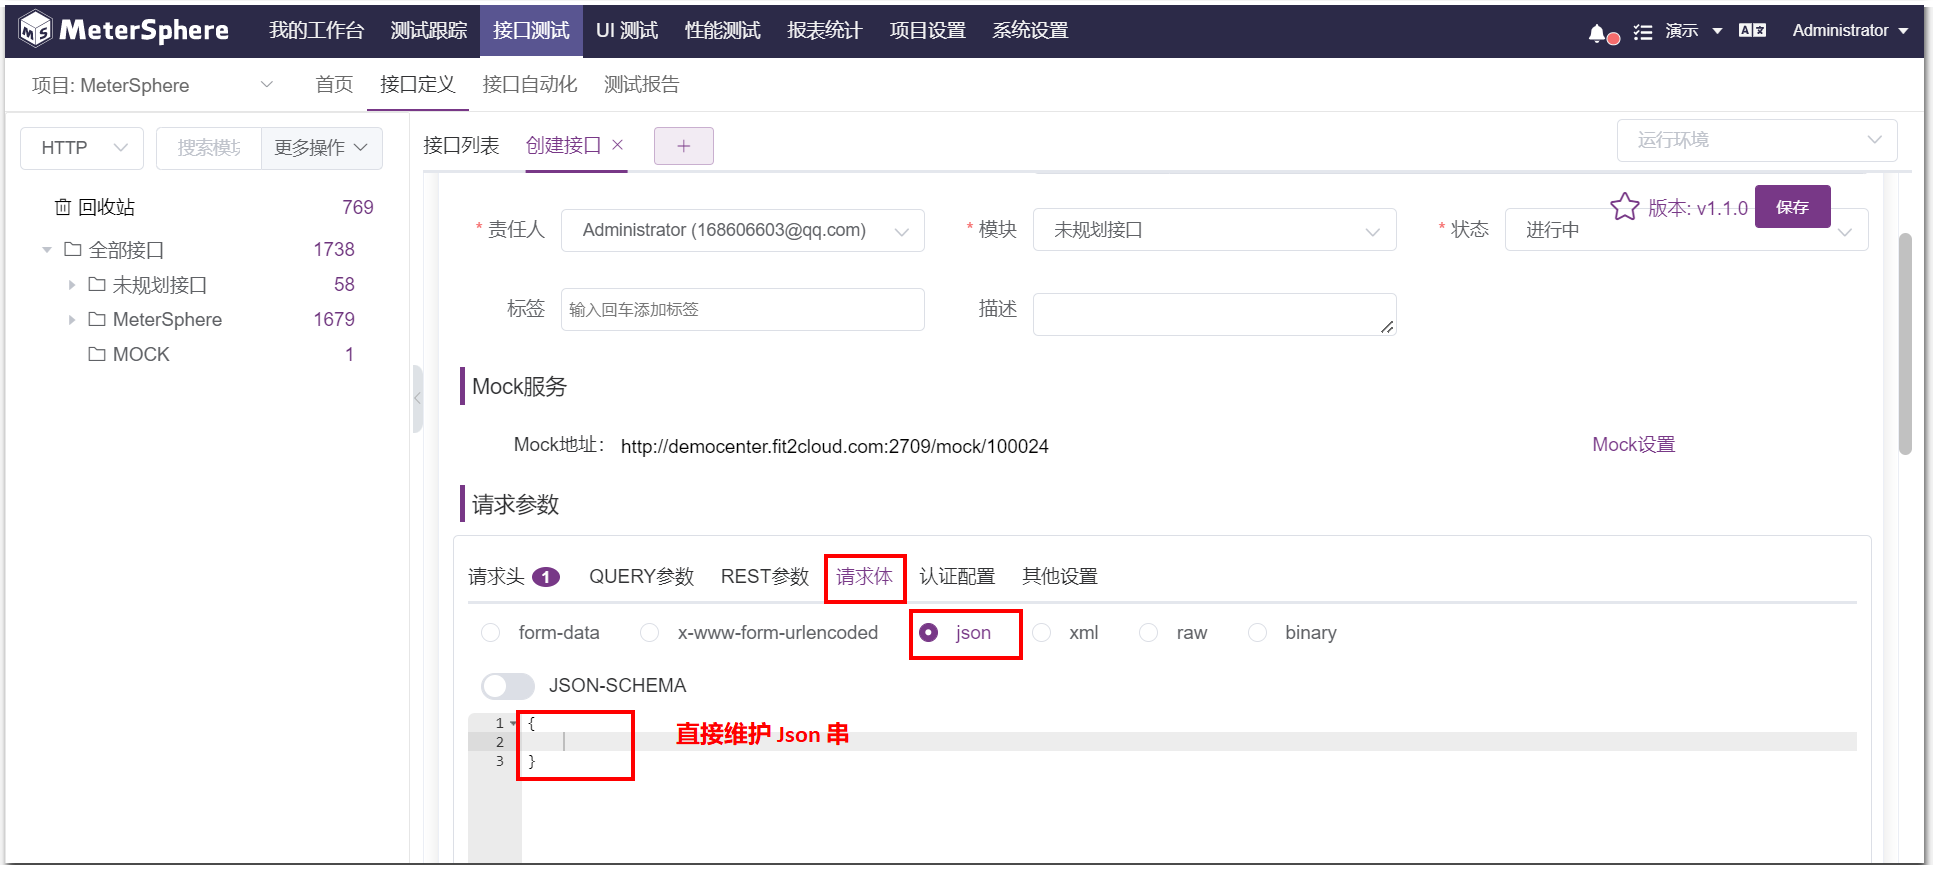 MeterSphere 我的工作台 测试跟踪 接口测试 UI 测试 性能测试 报表统计 项目设置 系统设置 演示 Administrator
项目: MeterSphere 首页 接口定义 接口自动化 测试报告
HTTP 搜索模块 更多操作 接口列表 创建接口 × + 运行环境
回收站 769
全部接口 1738
未规划接口 58
MeterSphere 1679
MOCK 1
版本: v1.1.0 保存
* 责任人 Administrator (168606603@qq.com) * 模块 未规划接口 * 状态 进行中
标签 输入回车添加标签 描述
Mock服务
Mock地址： http://democenter.fit2cloud.com:2709/mock/100024 Mock设置
请求参数
请求头 1 QUERY参数 REST参数 请求体 认证配置 其他设置
form-data x-www-form-urlencoded json xml raw binary
JSON-SCHEMA
1 {
2
3 }
直接维护 Json 串